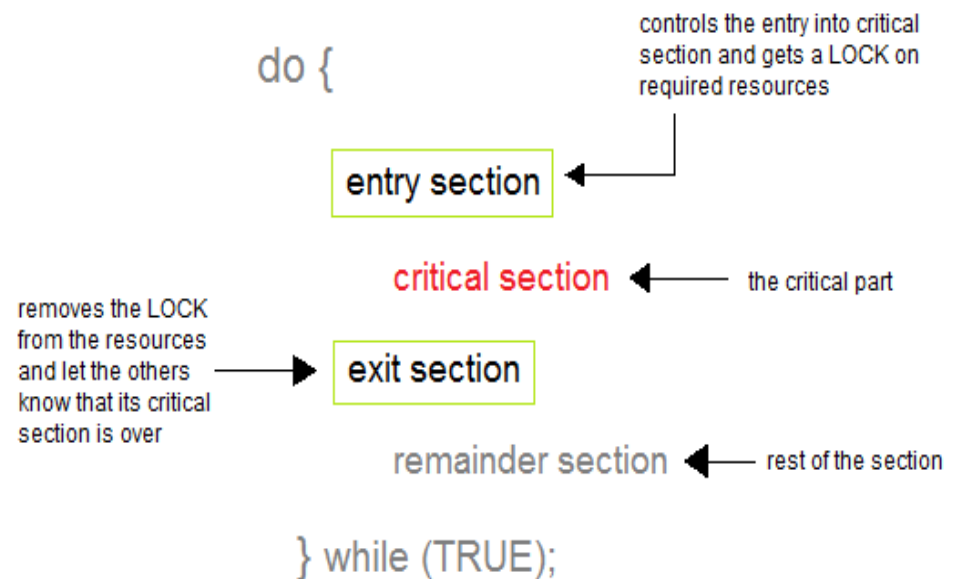 controls the entry into critical
section and gets a LOCK on
required resources
do {
entry section
critical section
the critical part
removes the LOCK
from the resources
and let the others
know that its critical
section is over
exit section
remainder section
rest of the section
} while (TRUE);